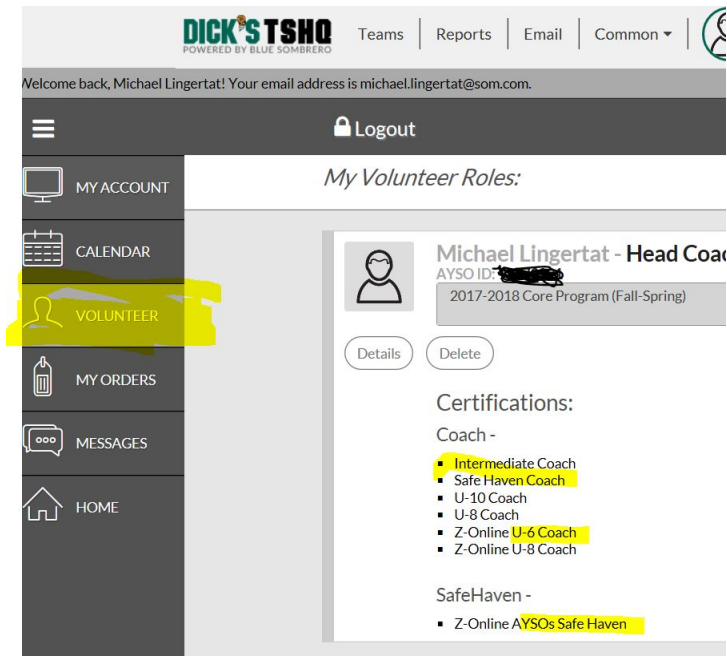 DICK'S TSHQ
POWERED BY BLUE SOMBRERO
Teams
Reports
Email
Common
Welcome back, Michael Lingertat! Your email address is michael.lingertat@som.com.
Logout
MY ACCOUNT
CALENDAR
VOLUNTEER
MY ORDERS
MESSAGES
HOME
My Volunteer Roles:
Michael Lingertat - Head Coac
AYSO ID:
2017-2018 Core Program (Fall-Spring)
Details
Delete
Certifications:
Coach -
Intermediate Coach
Safe Haven Coach
U-10 Coach
U-8 Coach
Z-Online U-6 Coach
Z-Online U-8 Coach
SafeHaven -
Z-Online AYSOs Safe Haven